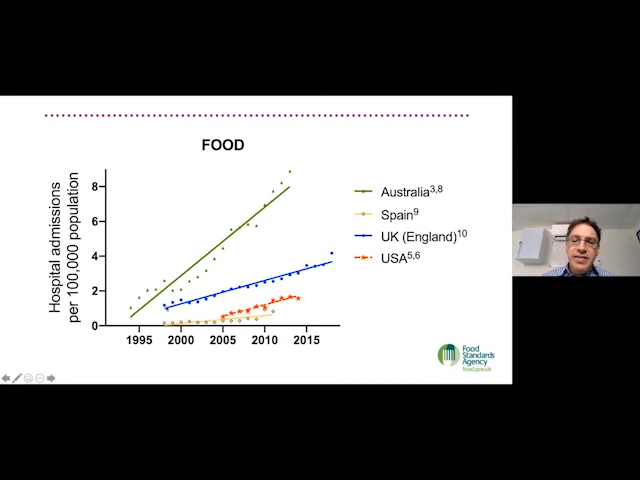 FOOD
Hospital admissions
per 100,000 population
8
6
4
2
0
1995 2000 2005 2010 2015
Australia3,8
Spain9
UK (England)10
USA5,6
Food
Standards
Agency
food.gov.uk